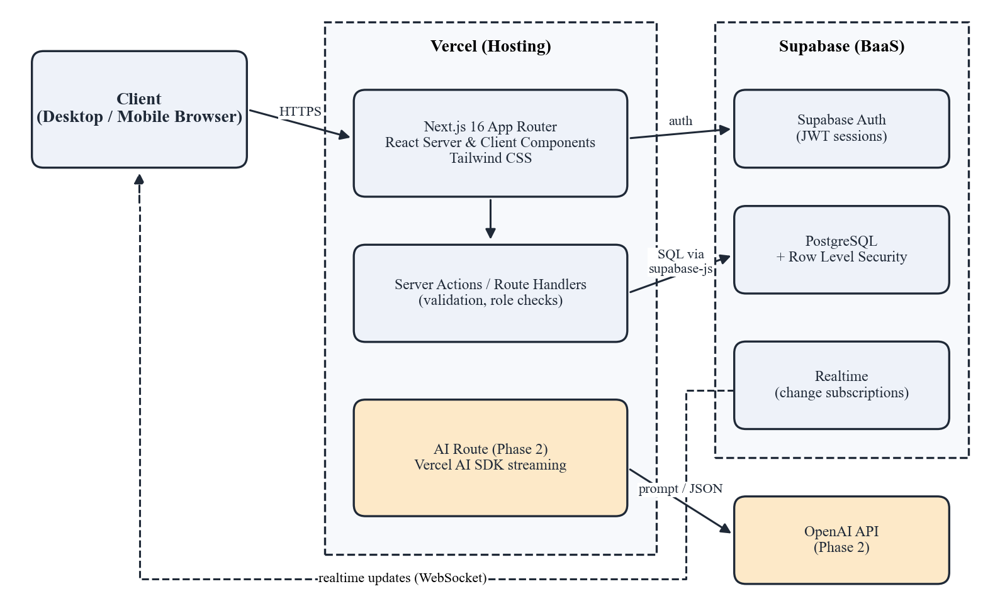 Vercel (Hosting)
Supabase (BaaS)
Client
(Desktop / Mobile Browser)
HTTPS
Next.js 16 App Router
React Server & Client Components
Tailwind CSS
auth
Supabase Auth
(JWT sessions)
SQL via
supabase-js
PostgreSQL
+ Row Level Security
Server Actions / Route Handlers
(validation, role checks)
Realtime
(change subscriptions)
AI Route (Phase 2)
Vercel AI SDK streaming
prompt / JSON
OpenAI API
(Phase 2)
realtime updates (WebSocket)